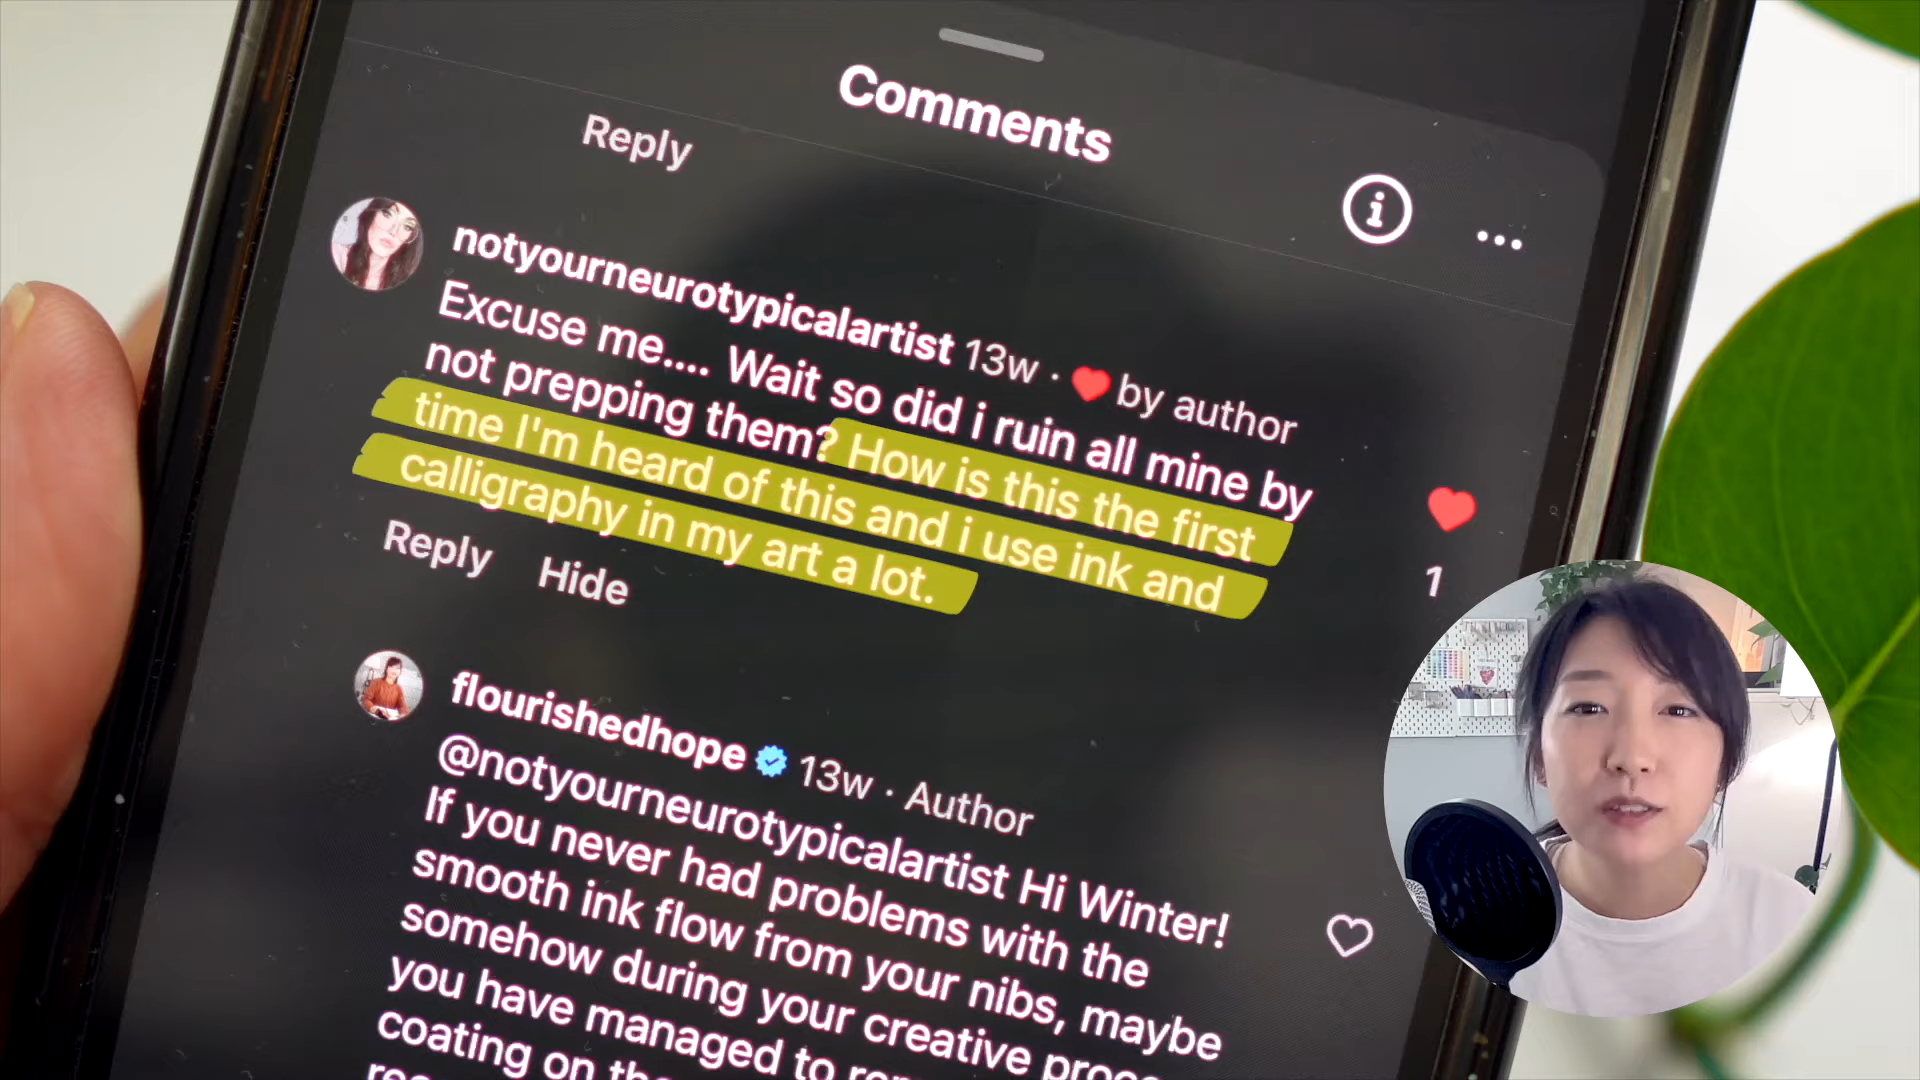 Comments
Reply
notyourneurotypicalartist 13w · by author
Excuse me.... Wait so did i ruin all mine by
not prepping them? How is this the first
time I'm heard of this and i use ink and
calligraphy in my art a lot.
1
Reply Hide
flourishedhope 13w · Author
@notyourneurotypicalartist Hi Winter!
If you never had problems with the
smooth ink flow from your nibs, maybe
somehow during your creative
you have managed to
coating on